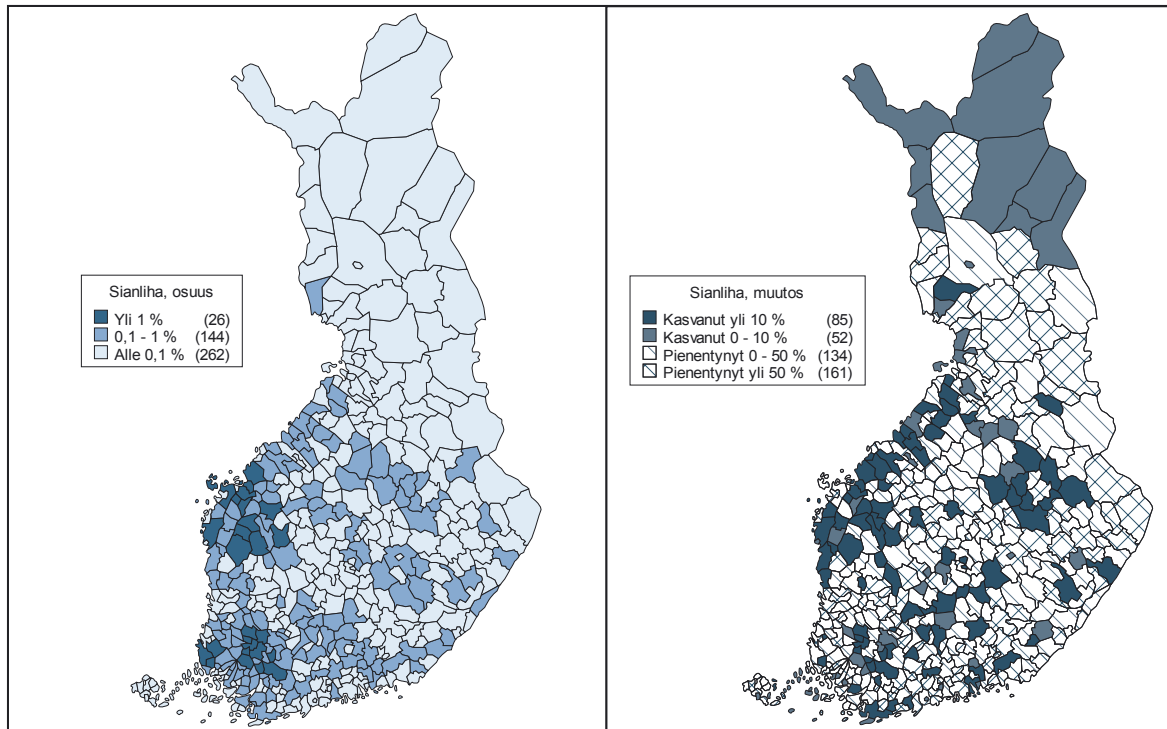 Sianliha, osuus
Yli 1 % (26)
0,1 - 1 % (144)
Alle 0,1 % (262)
Sianliha, muutos
Kasvanut yli 10 % (85)
Kasvanut 0 - 10 % (52)
Pienentynyt 0 - 50 % (134)
Pienentynyt yli 50 % (161)